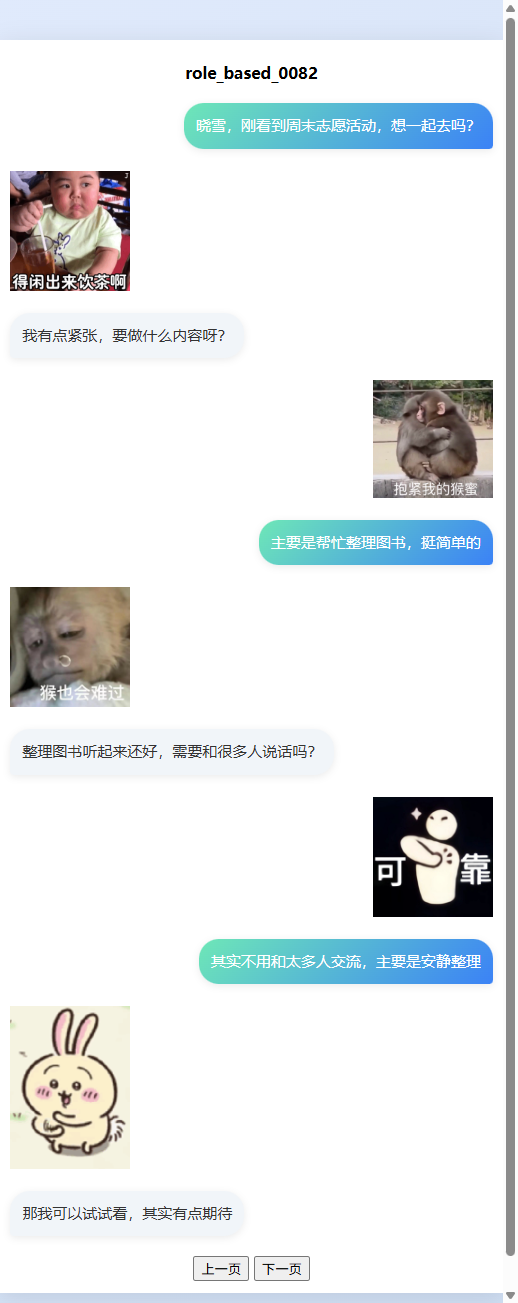 role_based_0082
晓雪，刚看到周末志愿活动，想一起去吗？
得闲出来饮茶啊
我有点紧张，要做什么内容呀？
抱紧我的猴蜜
主要是帮忙整理图书，挺简单的
猴也会难过
整理图书听起来还好，需要和很多人说话吗？
可靠
其实不用和太多人交流，主要是安静整理
那我可以试试看，其实有点期待
上一页 下一页